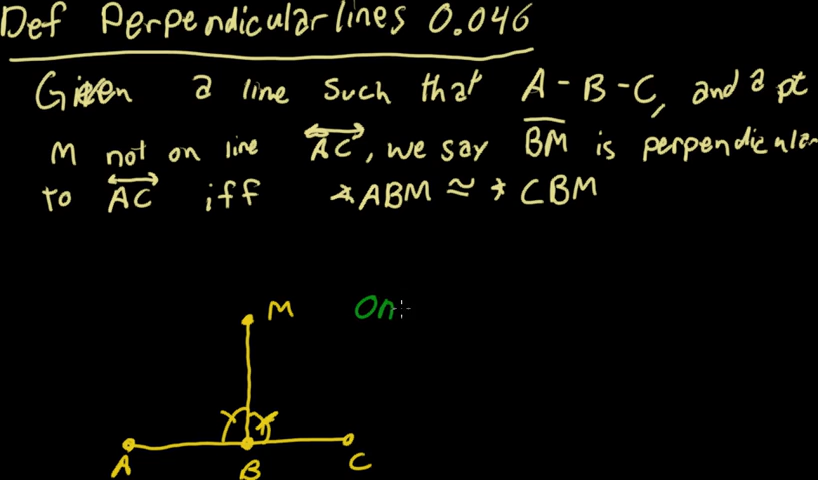 Def Perpendicular lines 0.046
Given a line such that A-B-C, and a pt
M not on line AC, we say BM is perpendicular
to AC iff ∢ABM ≅ ∢CBM
M On
A B C